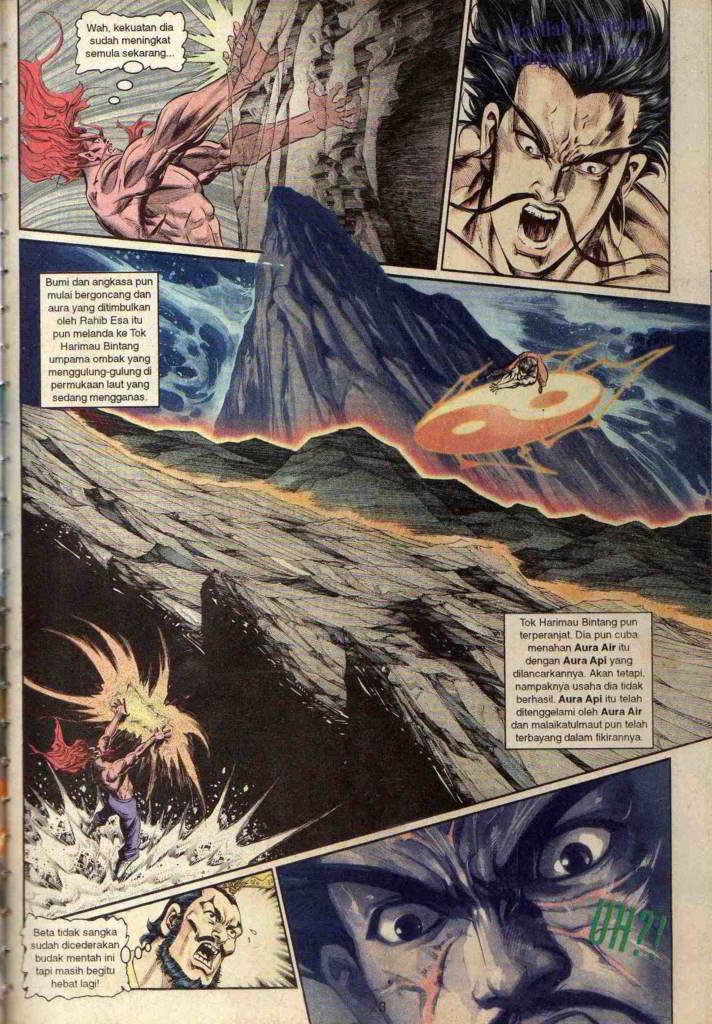 Wah, kekuatan dia
sudah meningkat
semula sekarang...
Bumi dan angkasa pun
mulai bergoncang dan
aura yang ditimbulkan
oleh Rahib Esa itu
pun melanda ke Tok
Harimau Bintang
umpama ombak yang
menggulung-gulung di
permukaan laut yang
sedang mengganas.
Tok Harimau Bintang pun
terperanjat. Dia pun cuba
menahan Aura Air itu
dengan Aura Api yang
dilancarkannya. Akan tetapi,
nampaknya usaha dia tidak
berhasil. Aura Api itu telah
ditenggelami oleh Aura Air
dan malaikatulmaut pun telah
terbayang dalam fikirannya.
Beta tidak sangka
sudah dicederakan
budak mentah ini
tapi masih begitu
hebat lagi!
UH?!